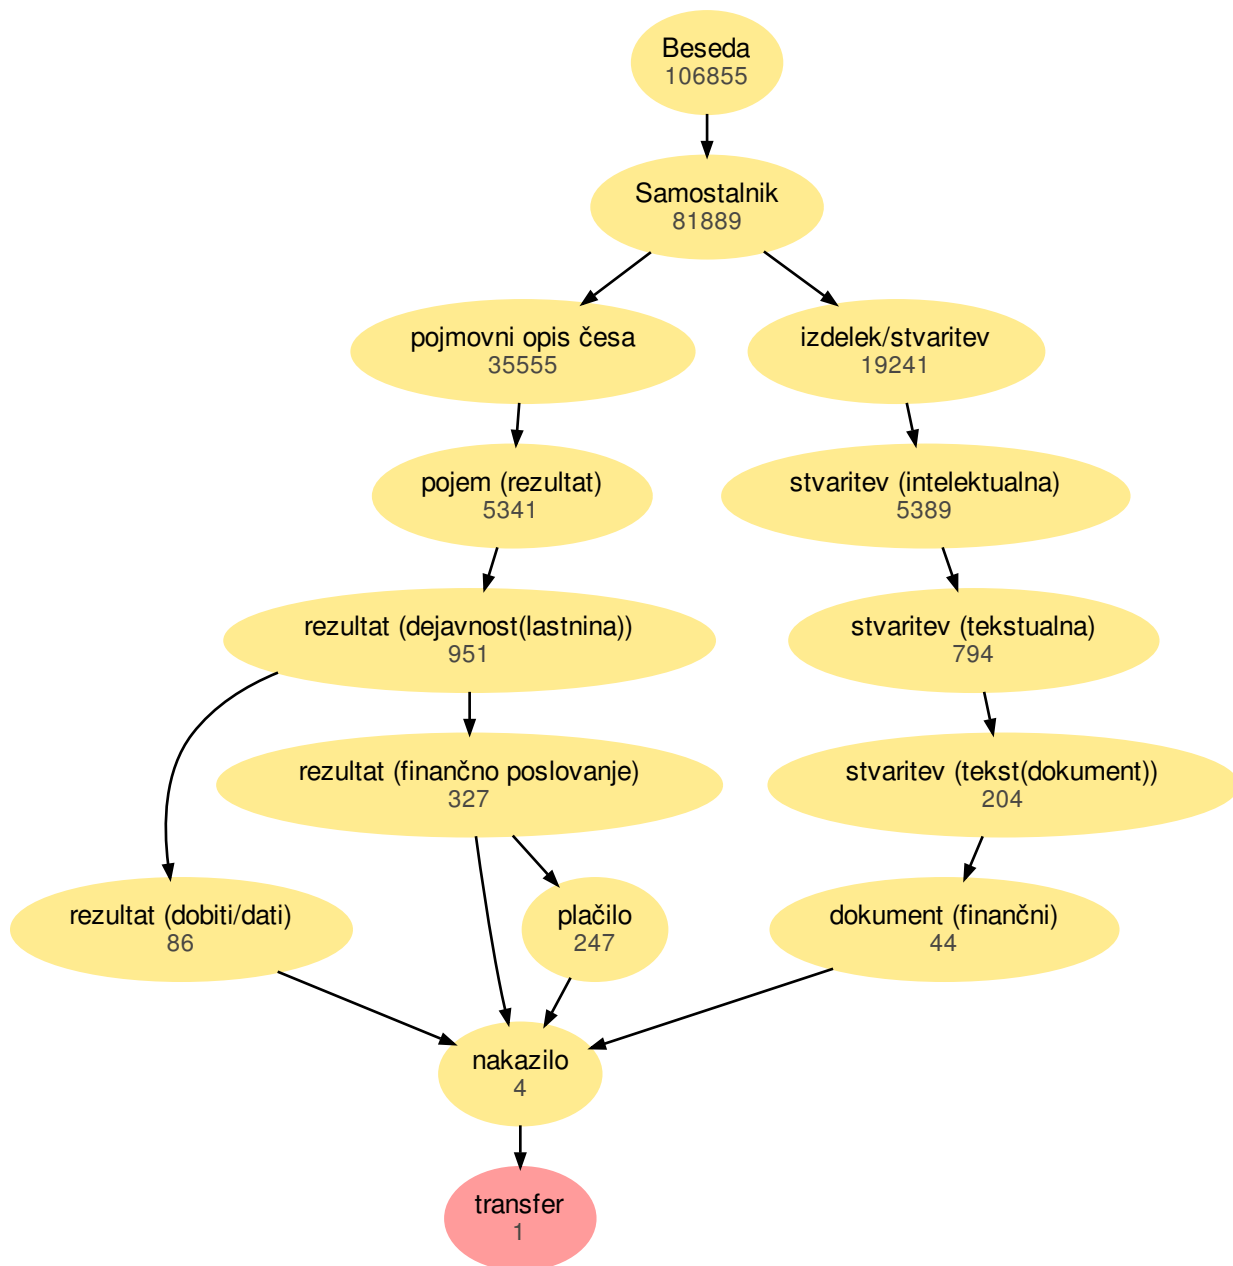 Beseda
106855
Samostalnik
81889
pojmovni opis česa
35555
izdelek/stvaritev
19241
pojem (rezultat)
5341
stvaritev (intelektualna)
5389
rezultat (dejavnost(lastnina))
951
stvaritev (tekstualna)
794
rezultat (finančno poslovanje)
327
stvaritev (tekst(dokument))
204
rezultat (dobiti/dati)
86
plačilo
247
dokument (finančni)
44
nakazilo
4
transfer
1